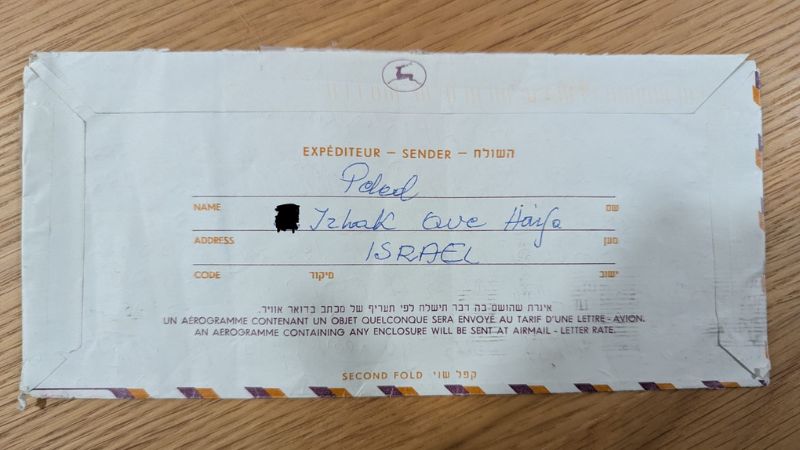 EXPÉDITEUR – SENDER – השולח
Peled
NAME שם
Izhak ave Haifa
ADDRESS מען
ISRAEL
CODE מיקוד ישוב
איגרת שהושם בה דבר תישלח לפי תעריף של מכתב בדואר אוויר.
UN AÉROGRAMME CONTENANT UN OBJET QUELCONQUE SERA ENVOYÉ AU TARIF D'UNE LETTRE - AVION.
AN AÉROGRAMME CONTAINING ANY ENCLOSURE WILL BE SENT AT AIRMAIL - LETTER RATE.
SECOND FOLD קפל שני